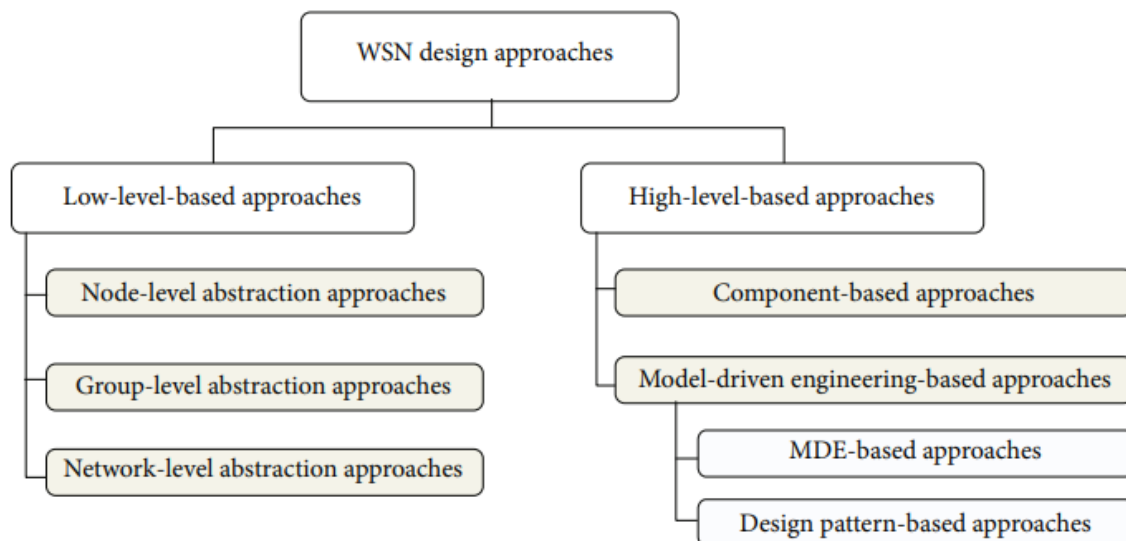 WSN design approaches
Low-level-based approaches
Node-level abstraction approaches
Group-level abstraction approaches
Network-level abstraction approaches
High-level-based approaches
Component-based approaches
Model-driven engineering-based approaches
MDE-based approaches
Design pattern-based approaches